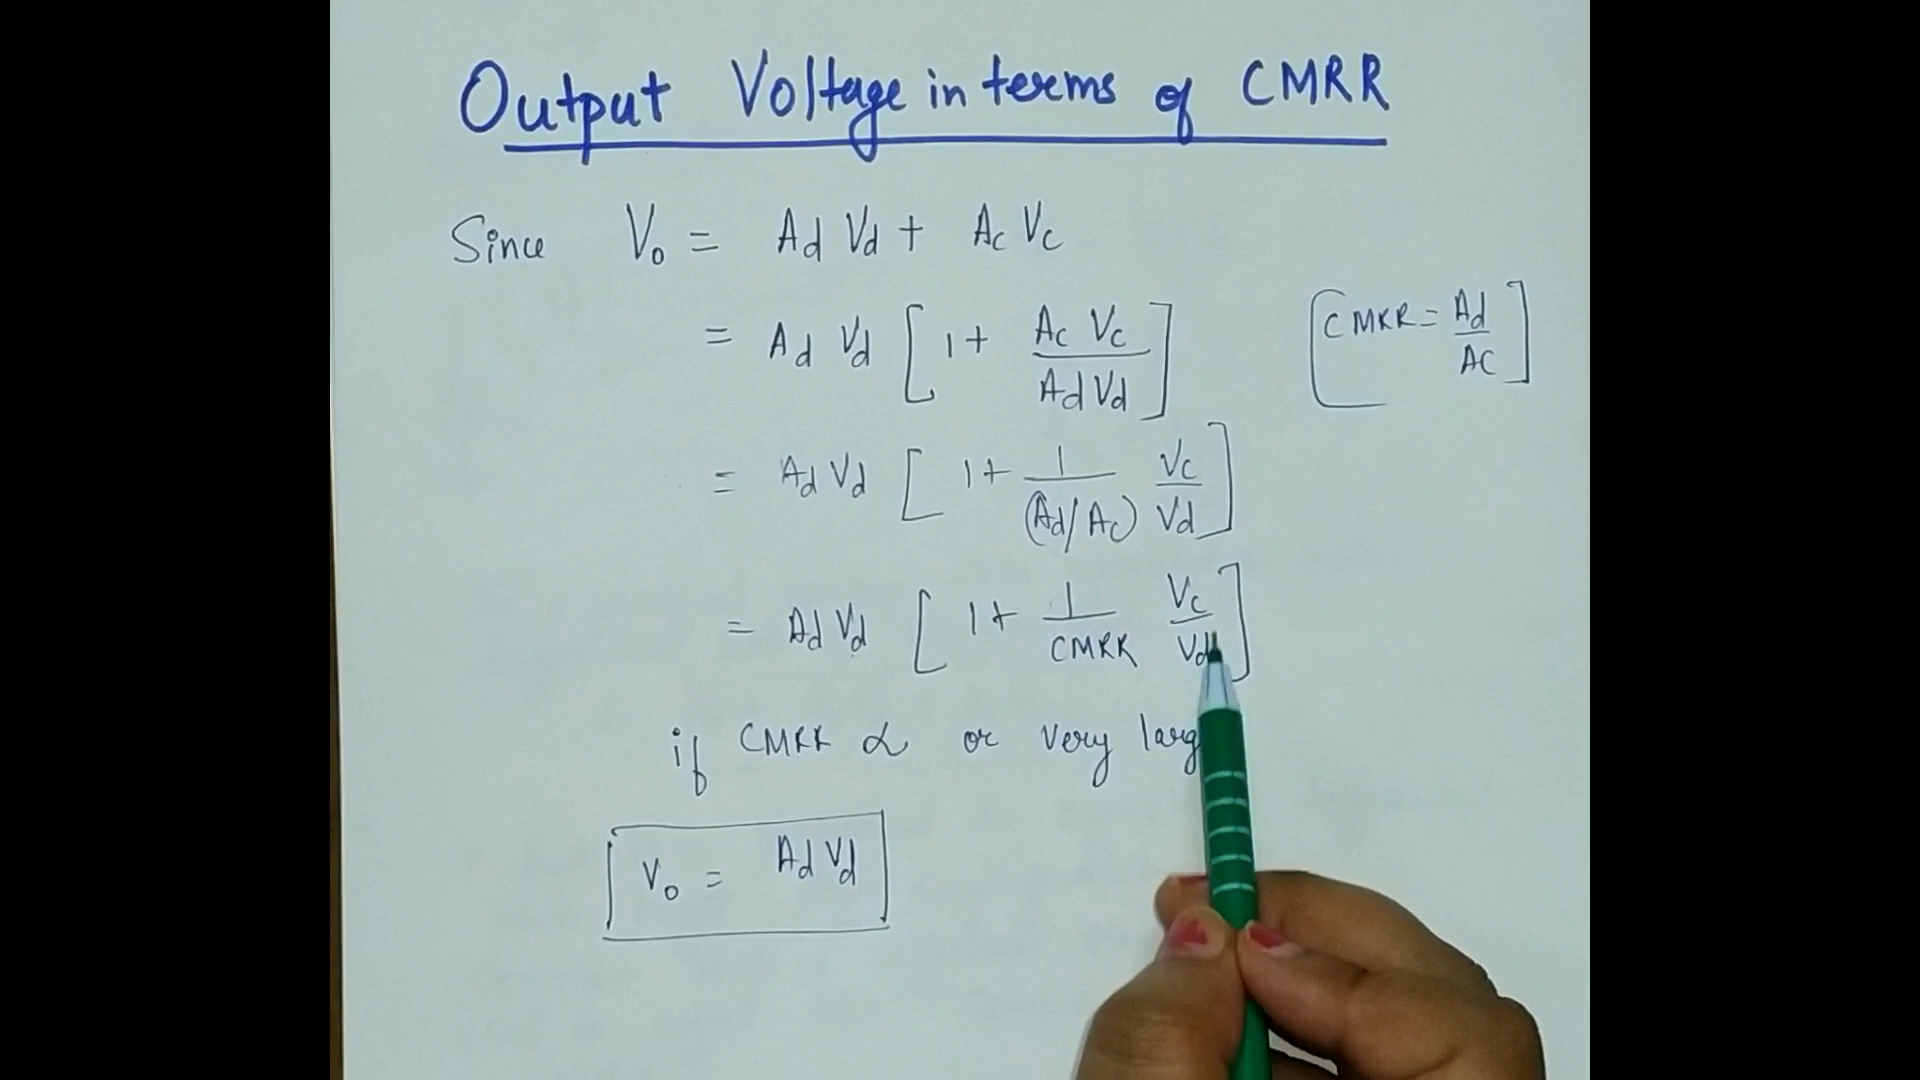 Output Voltage in terms of CMRR
Since Vo = Ad Vd + Ac Vc
= Ad Vd [ 1 + Ac Vc / Ad Vd ] [ CMRR = Ad / Ac ]
= Ad Vd [ 1 + 1 / (Ad/Ac) Vc / Vd ]
= Ad Vd [ 1 + 1 / CMRR Vc / Vd ]
if CMRR α or very
Vo = Ad Vd